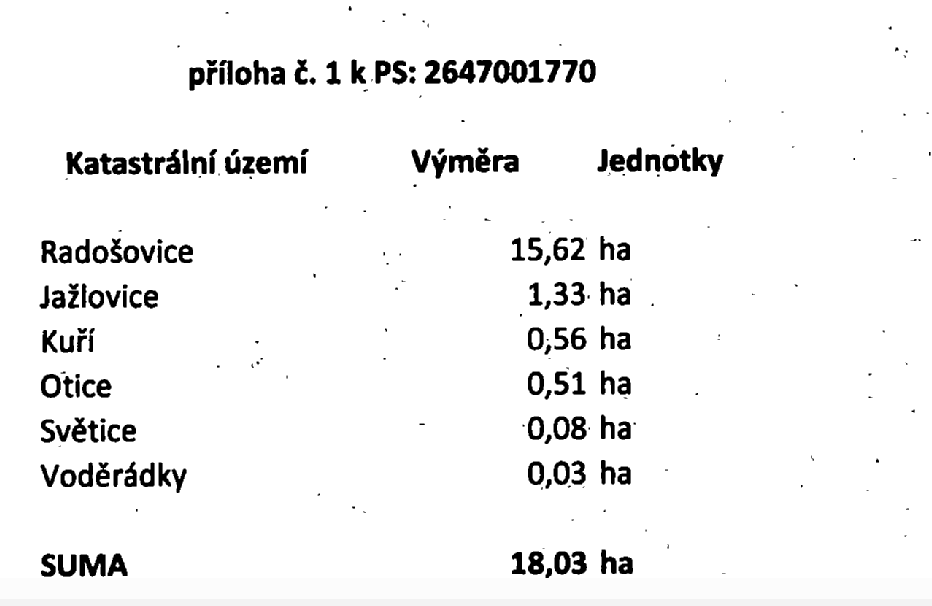 příloha č. 1 k PS: 2647001770
Katastrální území Výměra Jednotky
Radošovice 15,62 ha
Jažlovice 1,33 ha
Kuří 0,56 ha
Otice 0,51 ha
Světice 0,08 ha
Voděrádky 0,03 ha
SUMA 18,03 ha